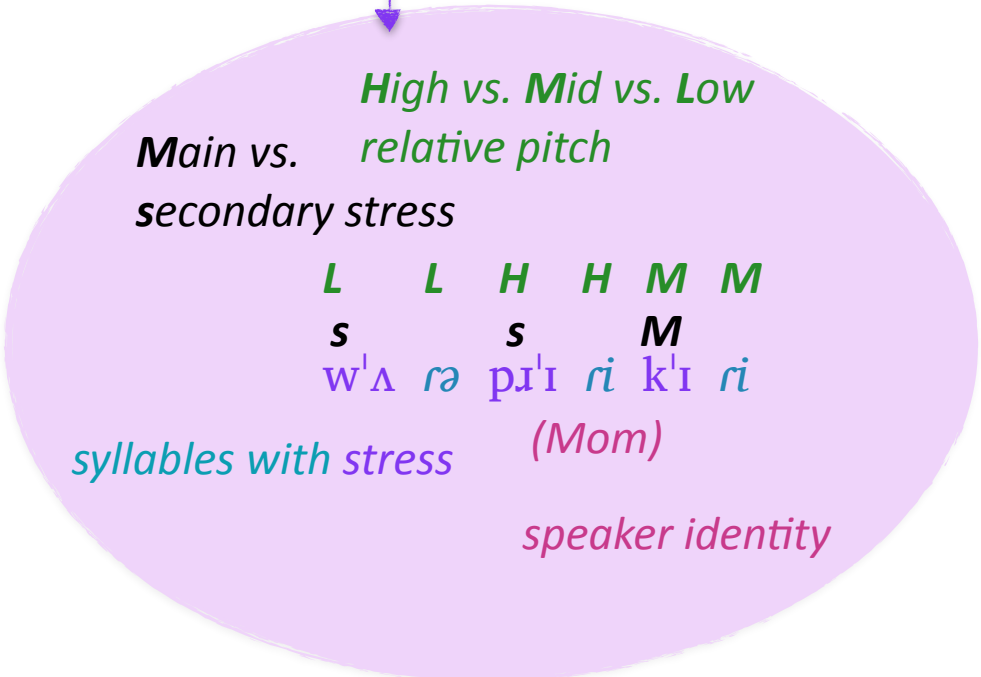 High vs. Mid vs. Low
relative pitch
Main vs.
secondary stress
L L H H M M
s s M
wˈʌ ɾə pɹˈɪ ɾi kˈɪ ɾi
(Mom)
syllables with stress
speaker identity